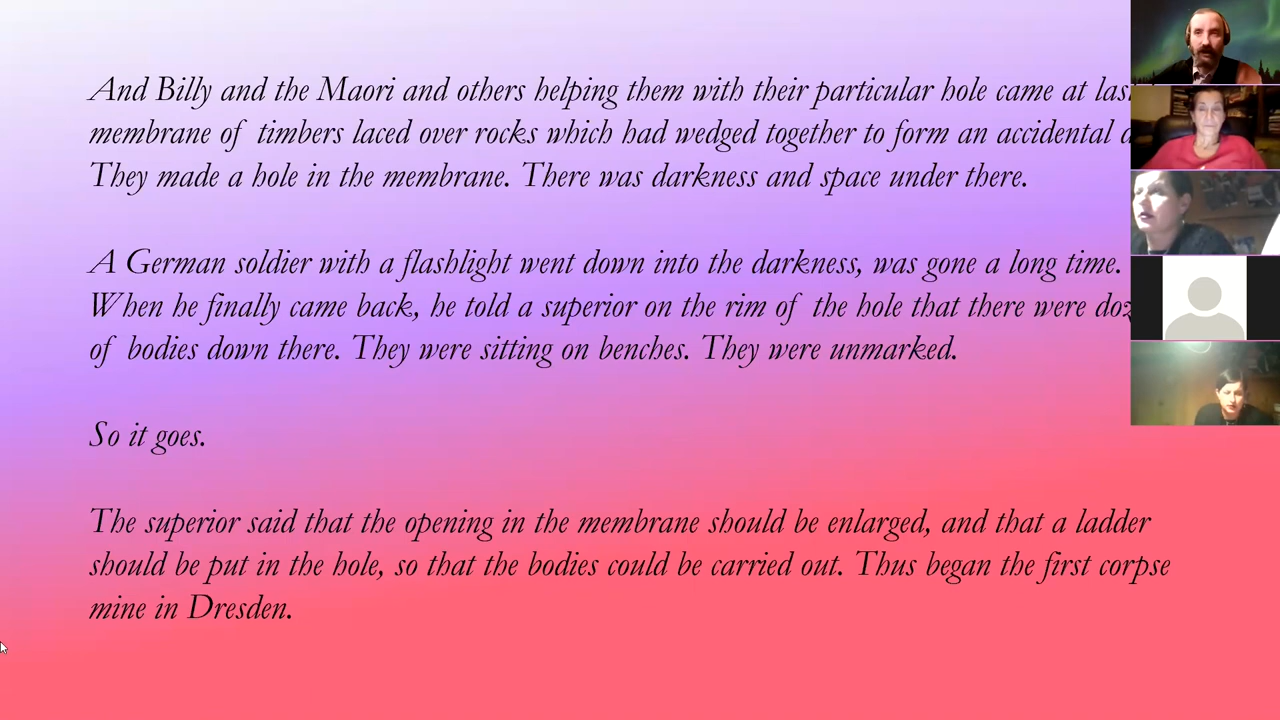 And Billy and the Maori and others helping them with their particular hole came at
membrane of timbers laced over rocks which had wedged together to form an accidental
They made a hole in the membrane. There was darkness and space under there.
A German soldier with a flashlight went down into the darkness, was gone a long time.
When he finally came back, he told a superior on the rim of the hole that there were
of bodies down there. They were sitting on benches. They were unmarked.
So it goes.
The superior said that the opening in the membrane should be enlarged, and that a ladder
should be put in the hole, so that the bodies could be carried out. Thus began the first corpse
mine in Dresden.